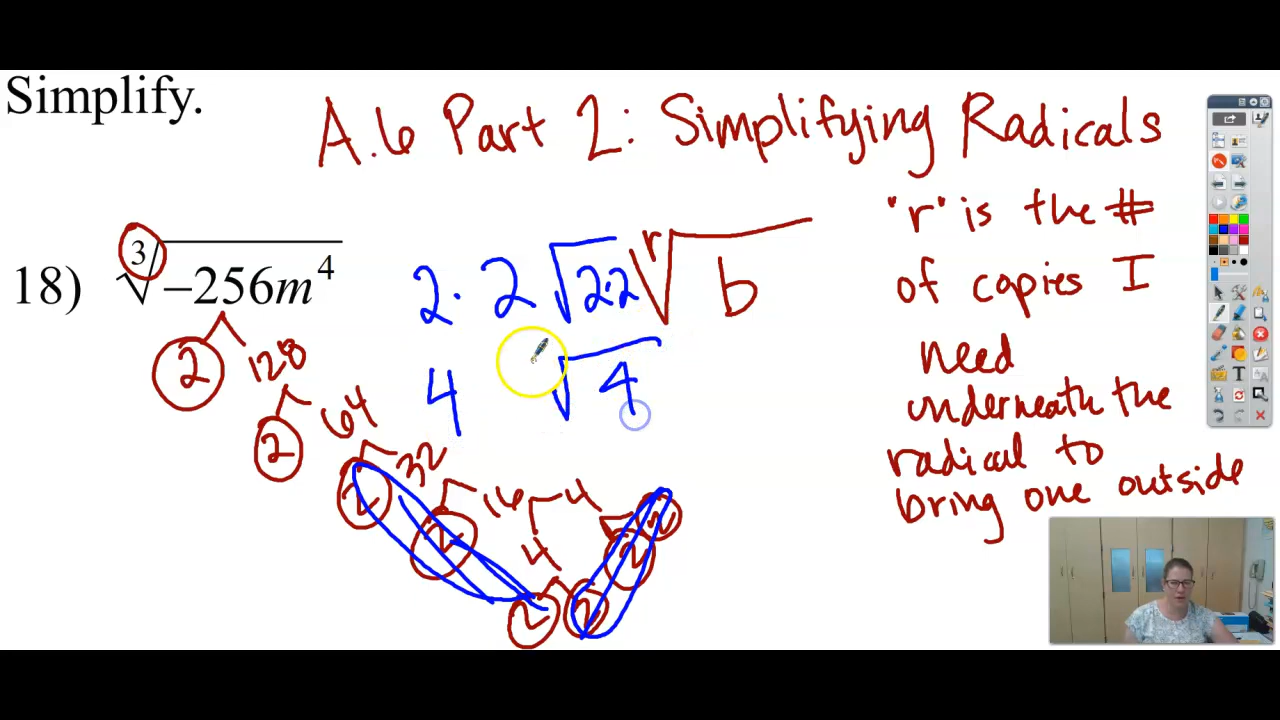 Simplify.
A.6 Part 2: Simplifying Radicals
18) ∛−256m⁴
2 128
2 64
2 32
2 16 4
4 2 2
2 2
2 · 2 √2·2
4 √4
ʳ√b
"r" is the #
of copies I
need
underneath the
radical to
bring one outside